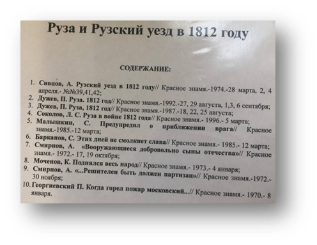 Руза и Рузский уезд в 1812 году
СОДЕРЖАНИЕ:
1. Сивцов, А. Рузский уезд в 1812 году// Красное знамя.-1974.-28 марта, 2, 4
апреля.- №№39,41,42;
2. Дужев, П. Руза. 1812 год// Красное знамя.-1992.-27, 29 августа, 1,3, 6 сентября;
3. Дужев, П. Руза. 1812 год// Красное знамя.-1987.-18, 22, 25 августа;
4. Соколов, Л. С. Руза в войне 1812 года// Красное знамя.- 1996.- 5 марта;
5. Малышкин, С. Предупредил о приближении врага// Красное
знамя.-1985.-12 марта;
6. Барканов, С. Этих дней не смолкнет слава// Красное знамя.- 1985.- 12 марта;
7. Смирнов, А. «Вооружающиеся добровольно сыны отечества»// Красное
знамя.-1972.- 17, 19 октября;
8. Моченов, К. Поднялся весь народ// Красное знамя.- 1973.- 4 января;
9. Смирнов, А. «...Решителен быть должен партизан»// Красное знамя.-1972.-
30 ноября;
10. Георгиевский П. Когда горел пожар московский...// Красное знамя.- 1970.- 8
января.